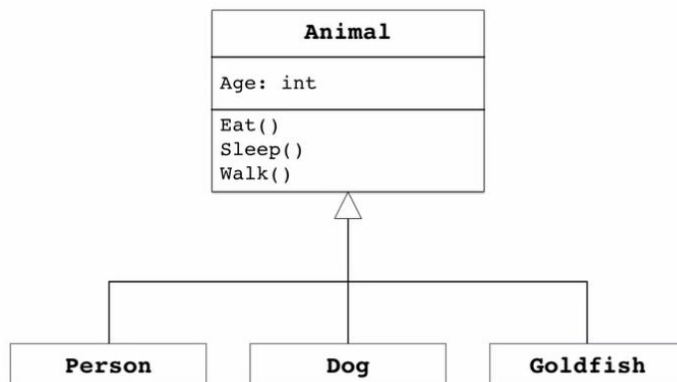 Animal
Age: int
Eat()
Sleep()
Walk()
Person
Dog
Goldfish